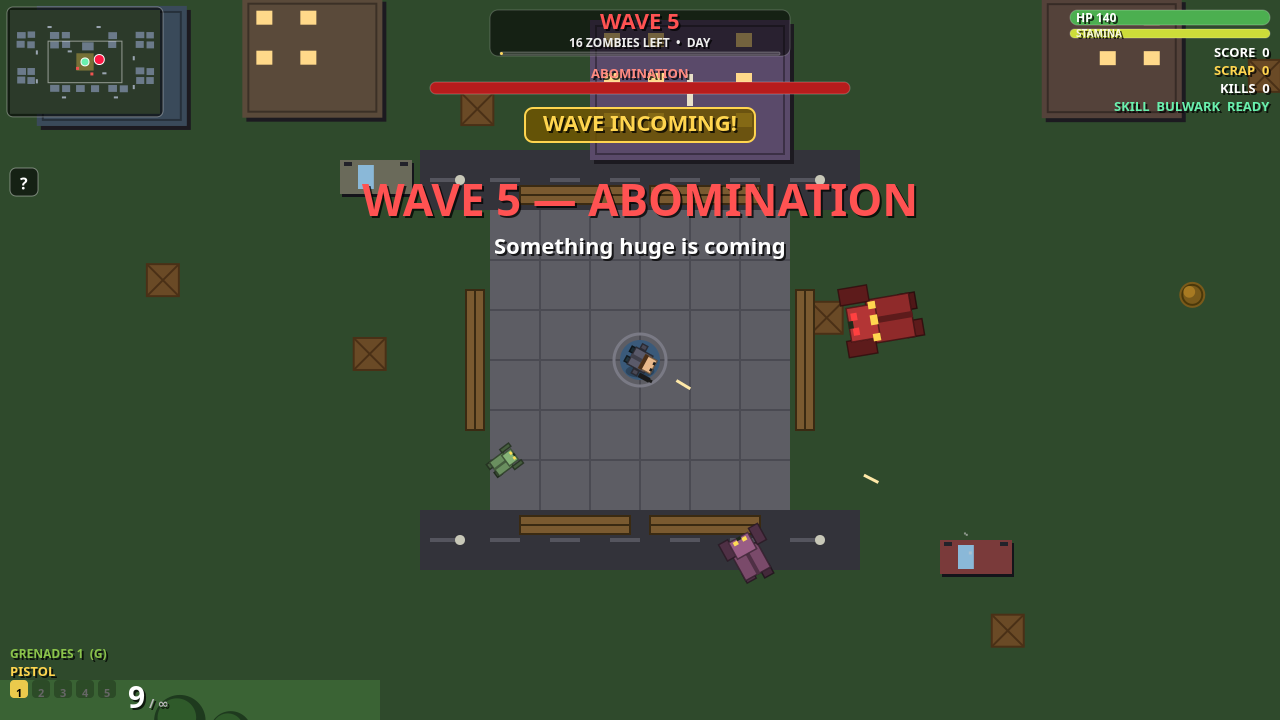 WAVE 5
16 ZOMBIES LEFT • DAY
ABOMINATION
WAVE INCOMING!
HP 140
STAMINA
SCORE 0
SCRAP 0
KILLS 0
SKILL BULWARK READY
?
WAVE 5 — ABOMINATION
Something huge is coming
GRENADES 1 (G)
PISTOL
1 2 3 4 5
9 / ∞